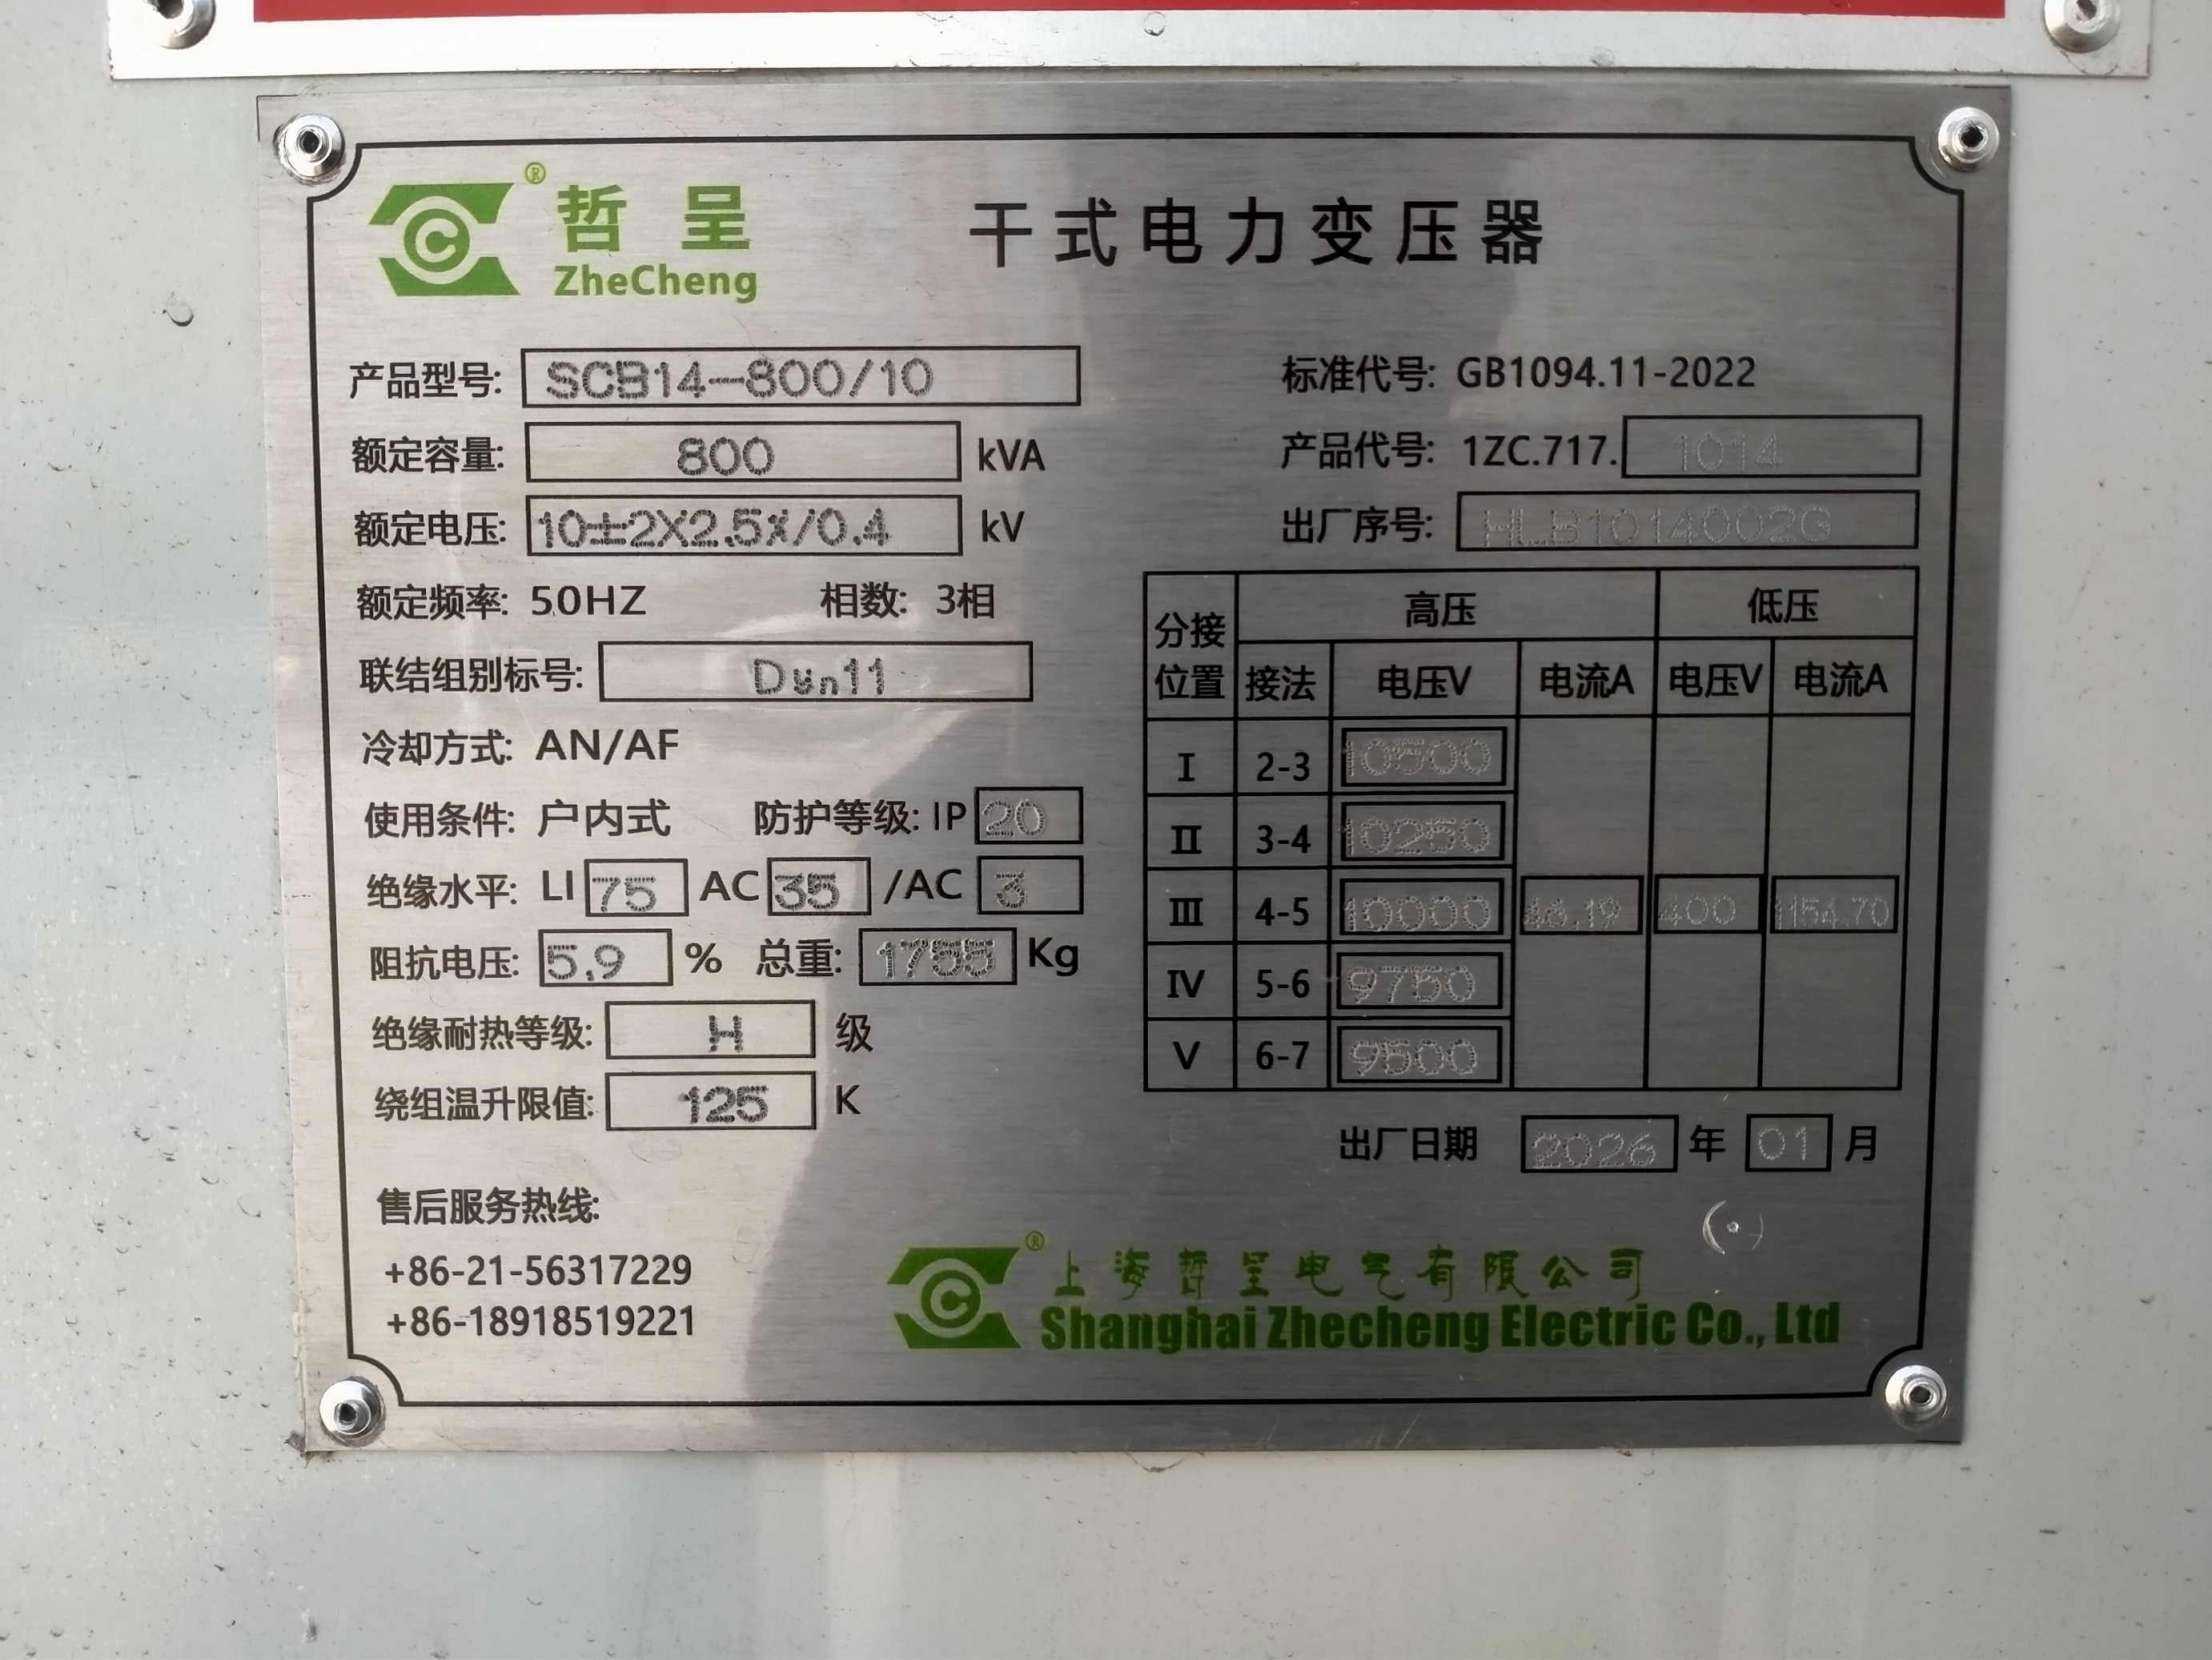 ® 哲呈
ZheCheng
干式电力变压器
产品型号: SCB14-800/10
额定容量: 800 kVA
额定电压: 10±2X2.5%/0.4 kV
额定频率: 50HZ 相数: 3相
联结组别标号: Dyn11
冷却方式: AN/AF
使用条件: 户内式 防护等级: IP 20
绝缘水平: LI 75 AC 35 /AC 3
阻抗电压: 5.9 % 总重: 1755 Kg
绝缘耐热等级: H 级
绕组温升限值: 125 K
售后服务热线:
+86-21-56317229
+86-18918519221
标准代号: GB1094.11-2022
产品代号: 1ZC.717. 1014
出厂序号: HLB1014002G
分接位置 高压 低压
接法 电压V 电流A 电压V 电流A
I 2-3 10500
II 3-4 10250
III 4-5 10000 46.19 400 1154.70
IV 5-6 9750
V 6-7 9500
出厂日期 2026 年 01 月
® 上海哲呈电气有限公司
Shanghai Zhecheng Electric Co., Ltd